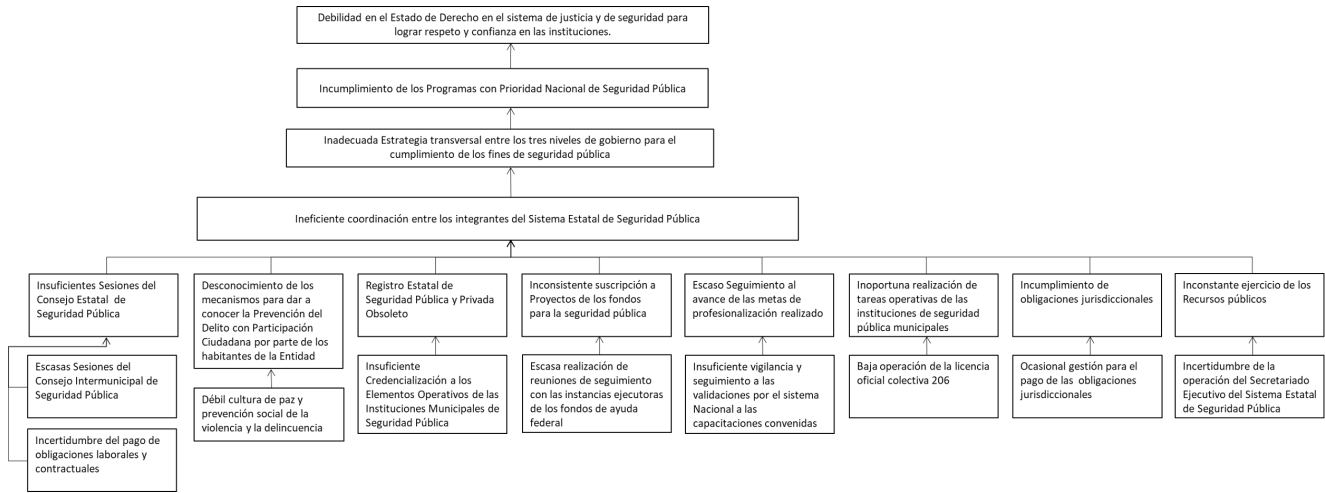 Debilidad en el Estado de Derecho en el sistema de justicia y de seguridad para
lograr respeto y confianza en las instituciones.
Incumplimiento de los Programas con Prioridad Nacional de Seguridad Pública
Inadecuada Estrategia transversal entre los tres niveles de gobierno para el
cumplimiento de los fines de seguridad pública
Ineficiente coordinación entre los integrantes del Sistema Estatal de Seguridad Pública
Insuficientes Sesiones del
Consejo Estatal de
Seguridad Pública
Desconocimiento de los
mecanismos para dar a
conocer la Prevención del
Delito con Participación
Ciudadana por parte de los
habitantes de la Entidad
Registro Estatal de
Seguridad Pública y Privada
Obsoleto
Inconsistente suscripción a
Proyectos de los fondos
para la seguridad pública
Escaso Seguimiento al
avance de las metas de
profesionalización realizado
Inoportuna realización de
tareas operativas de las
instituciones de seguridad
pública municipales
Incumplimiento de
obligaciones jurisdiccionales
Inconstante ejercicio de los
Recursos públicos
Escasas Sesiones del
Consejo Intermunicipal de
Seguridad Pública
Débil cultura de paz y
prevención social de la
violencia y la delincuencia
Insuficiente
Credencialización a los
Elementos Operativos de las
Instituciones Municipales de
Seguridad Pública
Escasa realización de
reuniones de seguimiento
con las instancias ejecutoras
de los fondos de ayuda
federal
Insuficiente vigilancia y
seguimiento a las
validaciones por el sistema
Nacional a las
capacitaciones convenidas
Baja operación de la licencia
oficial colectiva 206
Ocasional gestión para el
pago de las obligaciones
jurisdiccionales
Incertidumbre de la
operación del Secretariado
Ejecutivo del Sistema Estatal
de Seguridad Pública
Incertidumbre del pago de
obligaciones laborales y
contractuales